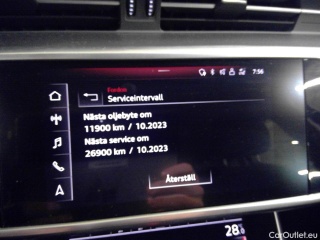 7:56
Fordon
Serviceintervall
Nästa oljebyte om
11900 km / 10.2023
Nästa service om
26900 km / 10.2023
Återställ
28
CarOutlet.eu